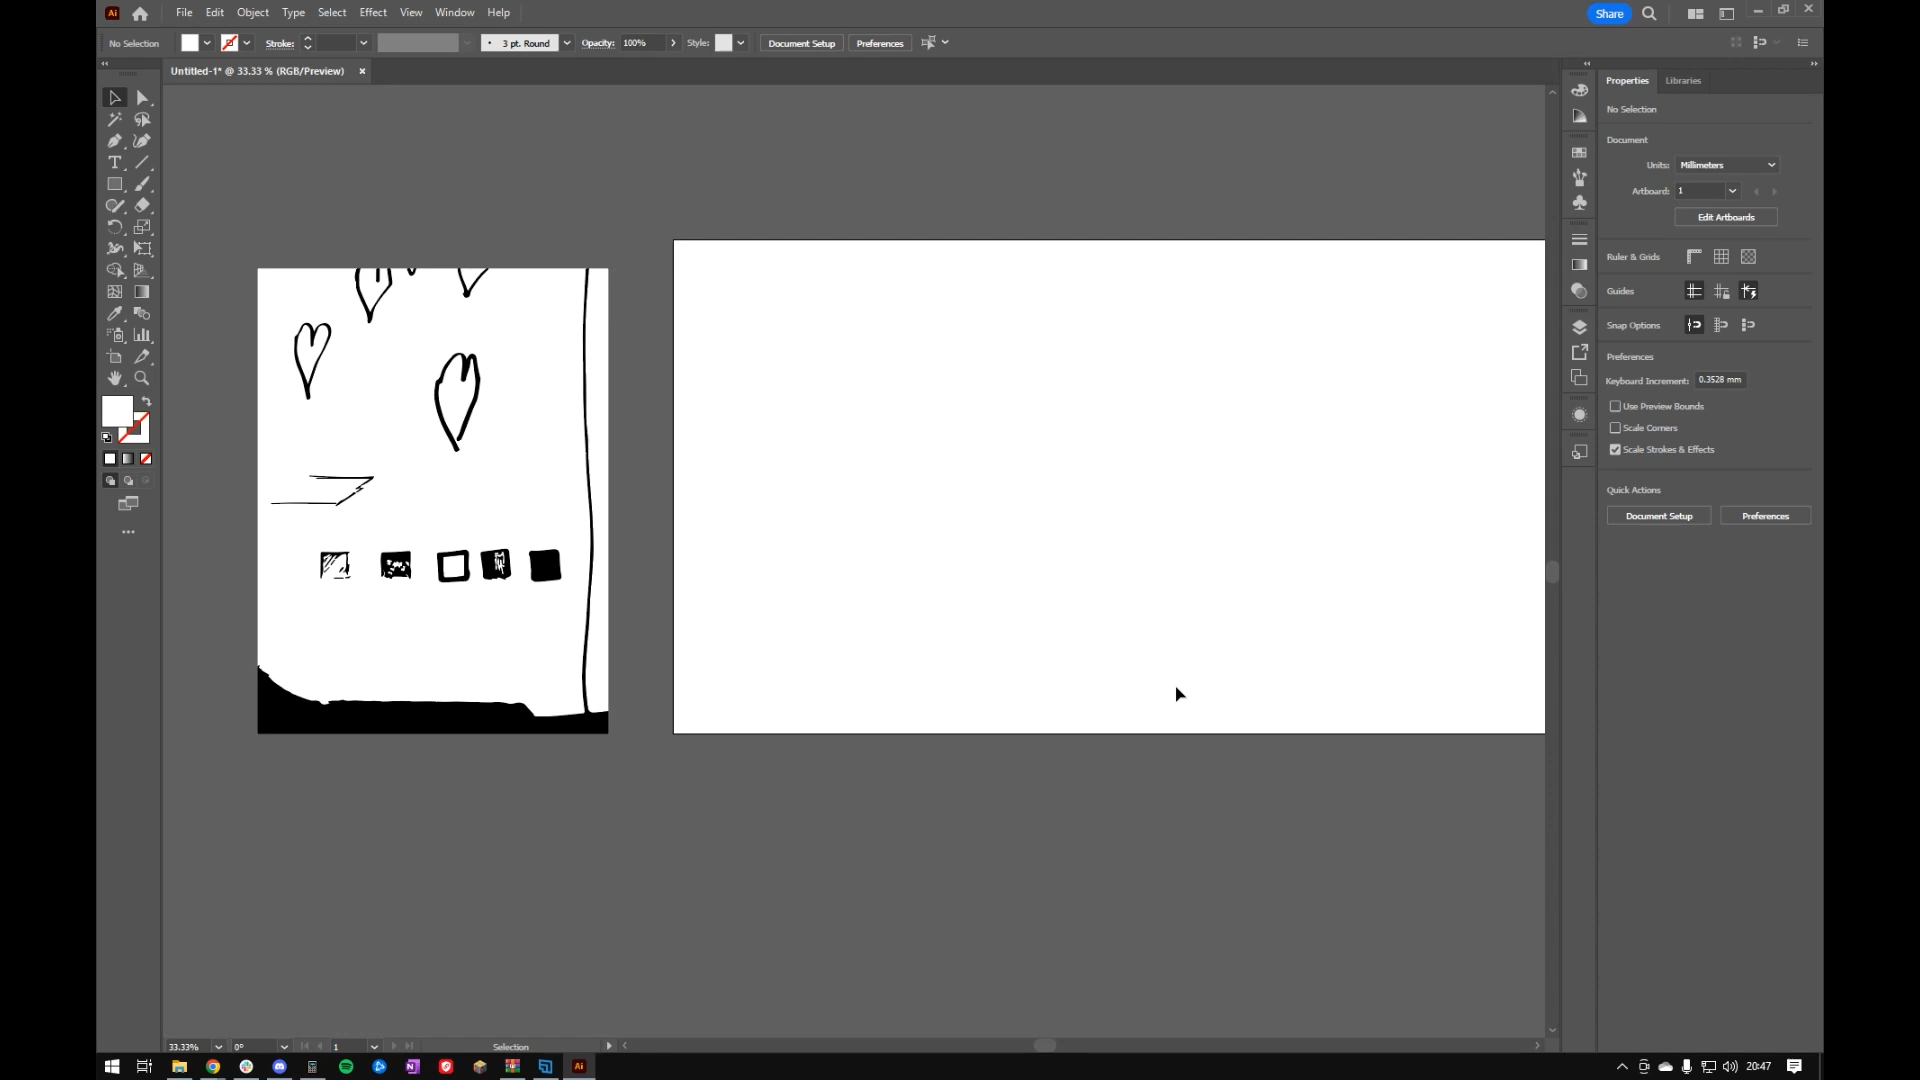 Ai File Edit Object Type Select Effect View Window Help Share
No Selection Stroke: 3 pt. Round Opacity: 100% Style: Document Setup Preferences
Untitled-1* @ 33.33 % (RGB/Preview) ×
Properties Libraries
No Selection
Document
Units: Millimeters
Artboard: 1
Edit Artboards
Ruler & Grids
Guides
Snap Options
Preferences
Keyboard Increment: 0.3528 mm
Use Preview Bounds
Scale Corners
Scale Strokes & Effects
Quick Actions
Document Setup Preferences
33.33% 0° 1 Selection
Ai 20:47